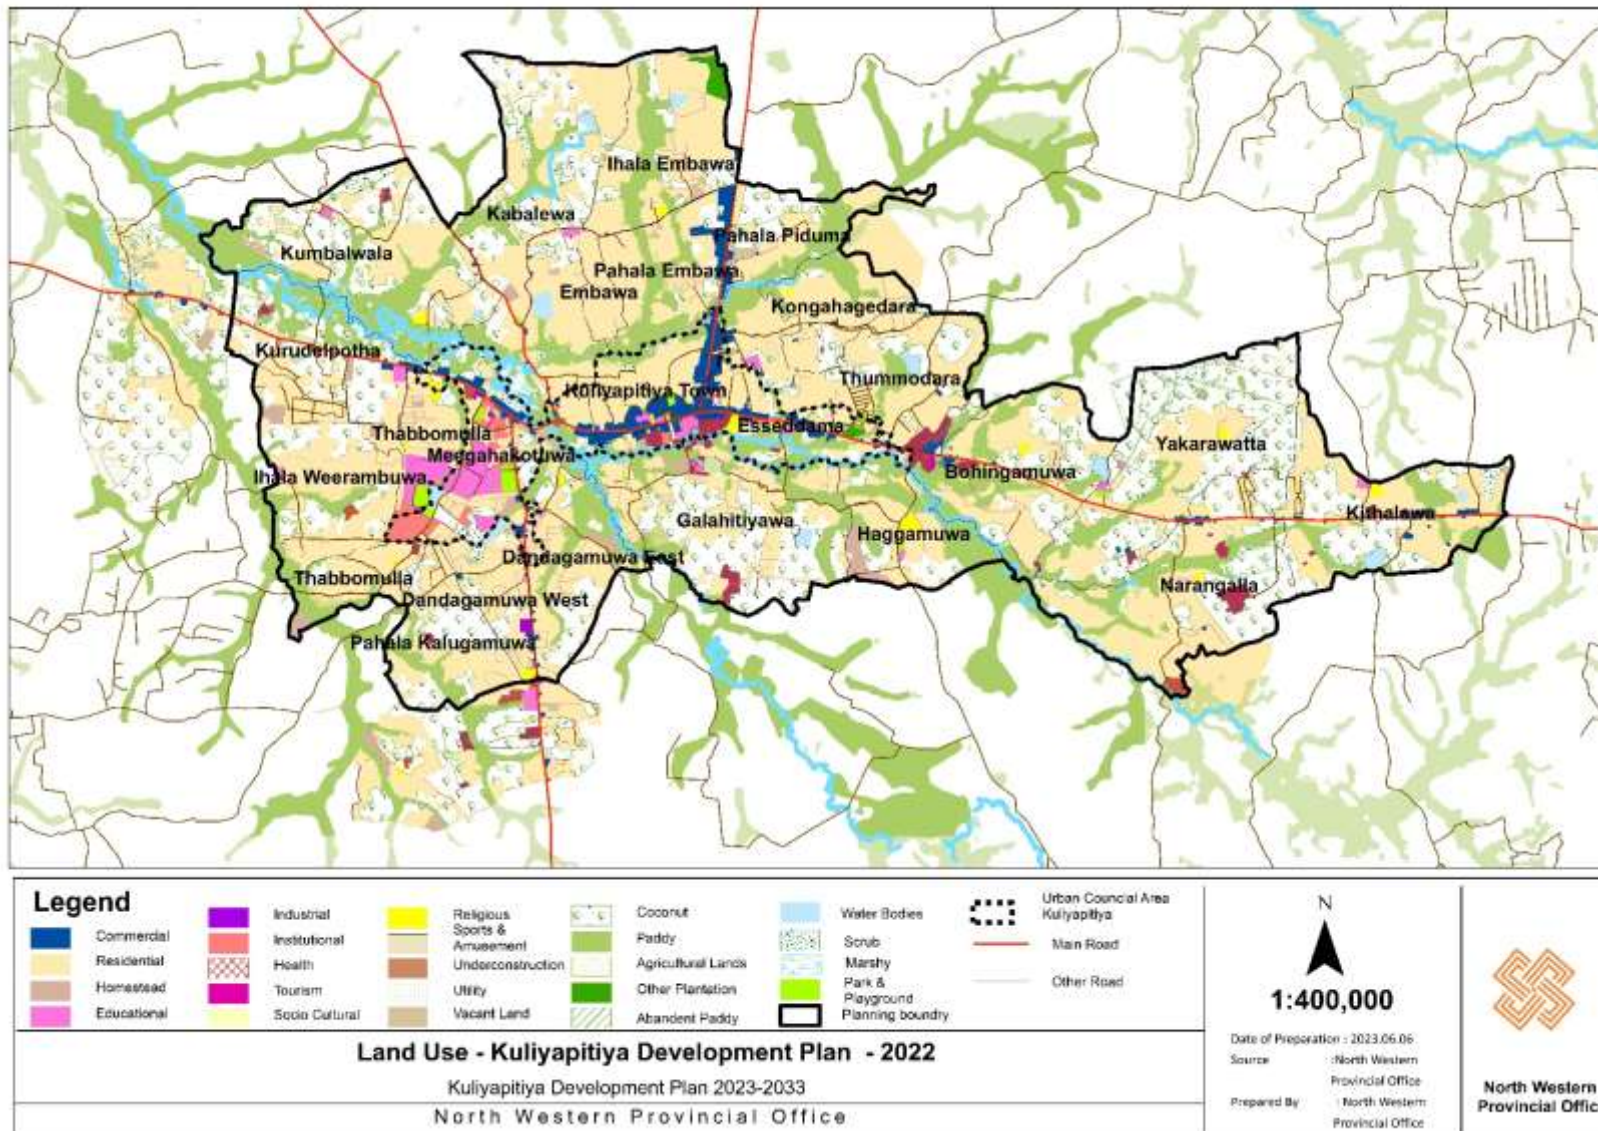 Ihala Embawa
Kabalewa
Pahala Piduma
Kumbalwala
Pahala Embawa
Embawa
Kongahagedara
Kurudelpotha
Thummodara
Kuliyapitiya Town
Esseddama
Thabbomulla
Yakarawatta
Meegahakotuwa
Bohingamuwa
Ihala Weerambuwa
Galahitiyawa
Kithalawa
Haggamuwa
Dandagamuwa East
Thabbomulla
Narangalla
Dandagamuwa West
Pahala Kalugamuwa
Legend
Commercial
Residential
Homestead
Educational
Industrial
Institutional
Health
Tourism
Socio Cultural
Religious
Sports &
Amusement
Underconstruction
Utility
Vacant Land
Coconut
Paddy
Agricultural Lands
Other Plantation
Abandent Paddy
Water Bodies
Scrub
Marshy
Park &
Playground
Planning boundry
Urban Councial Area
Kuliyapitiya
Main Road
Other Road
N
1:400,000
Date of Preparation : 2023.06.06
Source : North Western
Provincial Office
Prepared By : North Western
Provincial Office
North Western
Provincial Offic
Land Use - Kuliyapitiya Development Plan - 2022
Kuliyapitiya Development Plan 2023-2033
North Western Provincial Office